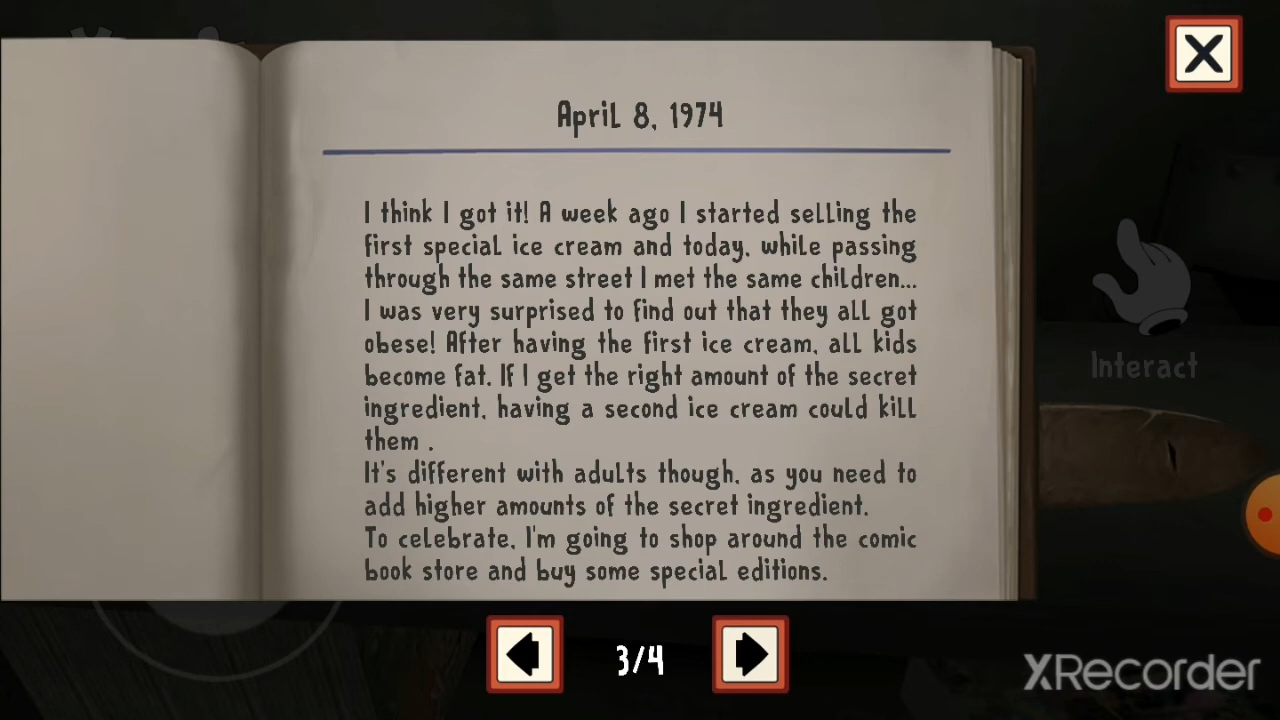 April 8, 1974
I think I got it! A week ago I started selling the
first special ice cream and today, while passing
through the same street I met the same children...
I was very surprised to find out that they all got
obese! After having the first ice cream, all kids
become fat. If I get the right amount of the secret
ingredient, having a second ice cream could kill
them .
It's different with adults though, as you need to
add higher amounts of the secret ingredient.
To celebrate, I'm going to shop around the comic
book store and buy some special editions.
Interact
3/4
XRecorder